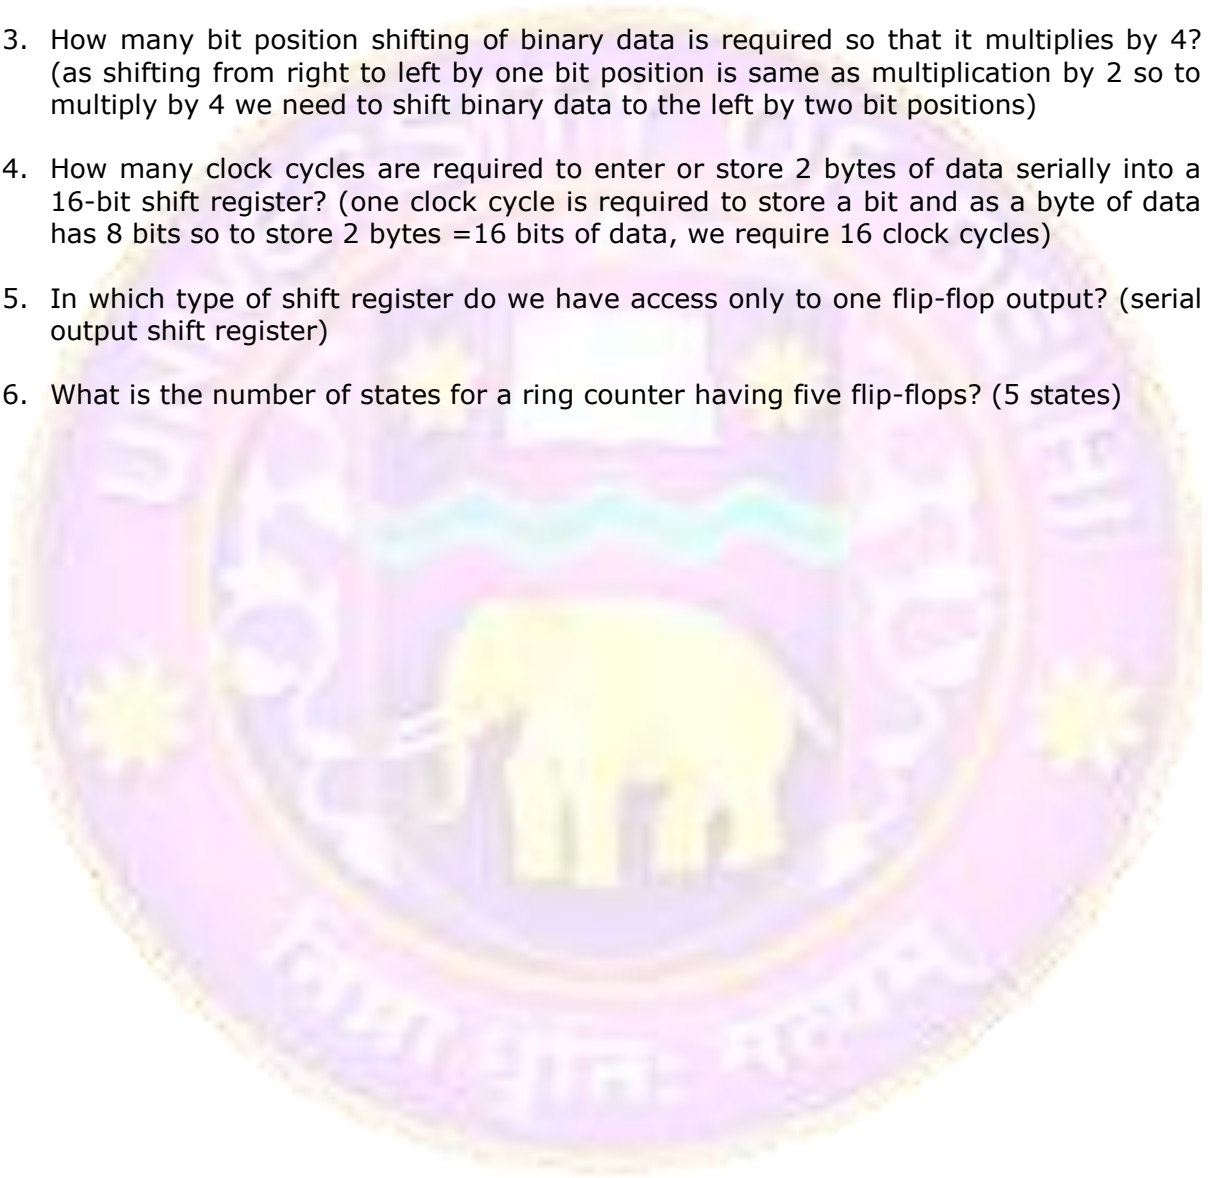 3. How many bit position shifting of binary data is required so that it multiplies by 4?
(as shifting from right to left by one bit position is same as multiplication by 2 so to
multiply by 4 we need to shift binary data to the left by two bit positions)
4. How many clock cycles are required to enter or store 2 bytes of data serially into a
16-bit shift register? (one clock cycle is required to store a bit and as a byte of data
has 8 bits so to store 2 bytes =16 bits of data, we require 16 clock cycles)
5. In which type of shift register do we have access only to one flip-flop output? (serial
output shift register)
6. What is the number of states for a ring counter having five flip-flops? (5 states)
UNIVERSITY OF DELHI